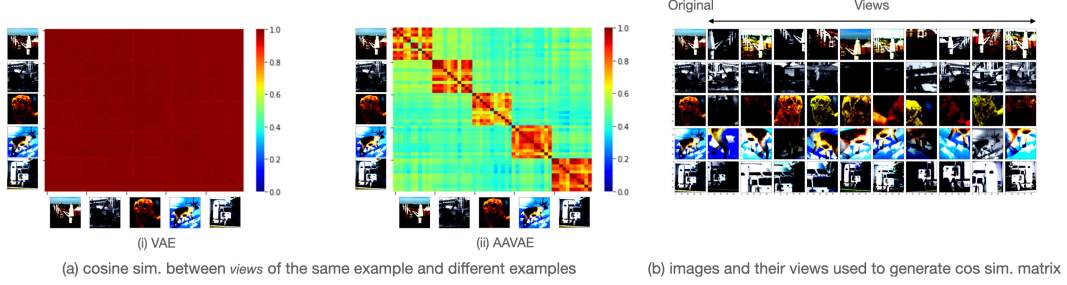 Original
Views
1.0
0.8
0.6
0.4
0.2
0.0
1.0
0.8
0.6
0.4
0.2
0.0
(i) VAE
(ii) AAVAE
(a) cosine sim. between views of the same example and different examples
(b) images and their views used to generate cos sim. matrix